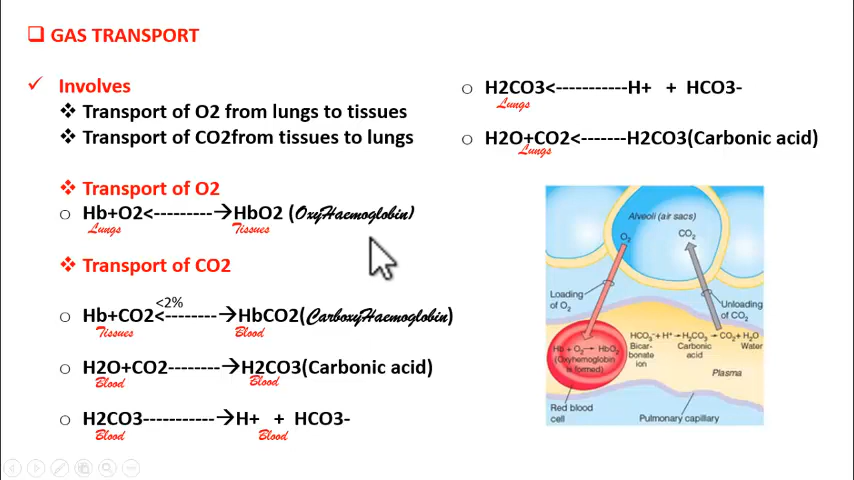 GAS TRANSPORT
Involves
Transport of O2 from lungs to tissues
Transport of CO2from tissues to lungs
Transport of O2
Hb+O2<--------->HbO2 (OxyHaemoglobin)
Lungs Tissues
Transport of CO2
<2%
Hb+CO2<-------->HbCO2(CarboxyHaemoglobin)
Tissues Blood
H2O+CO2-------->H2CO3(Carbonic acid)
Blood Blood
H2CO3----------->H+ + HCO3-
Blood Blood
H2CO3<-----------H+ + HCO3-
Lungs
H2O+CO2<-------H2CO3(Carbonic acid)
Lungs
Alveoli (air sacs)
O2 CO2
Loading
of O2
Unloading
of CO2
Hb + O2 → HbO2
(Oxyhemoglobin
is formed)
HCO3- + H+ → H2CO3 → CO2 + H2O
Bicar-
bonate
ion
Carbonic
acid
Water
Plasma
Red blood
cell
Pulmonary capillary